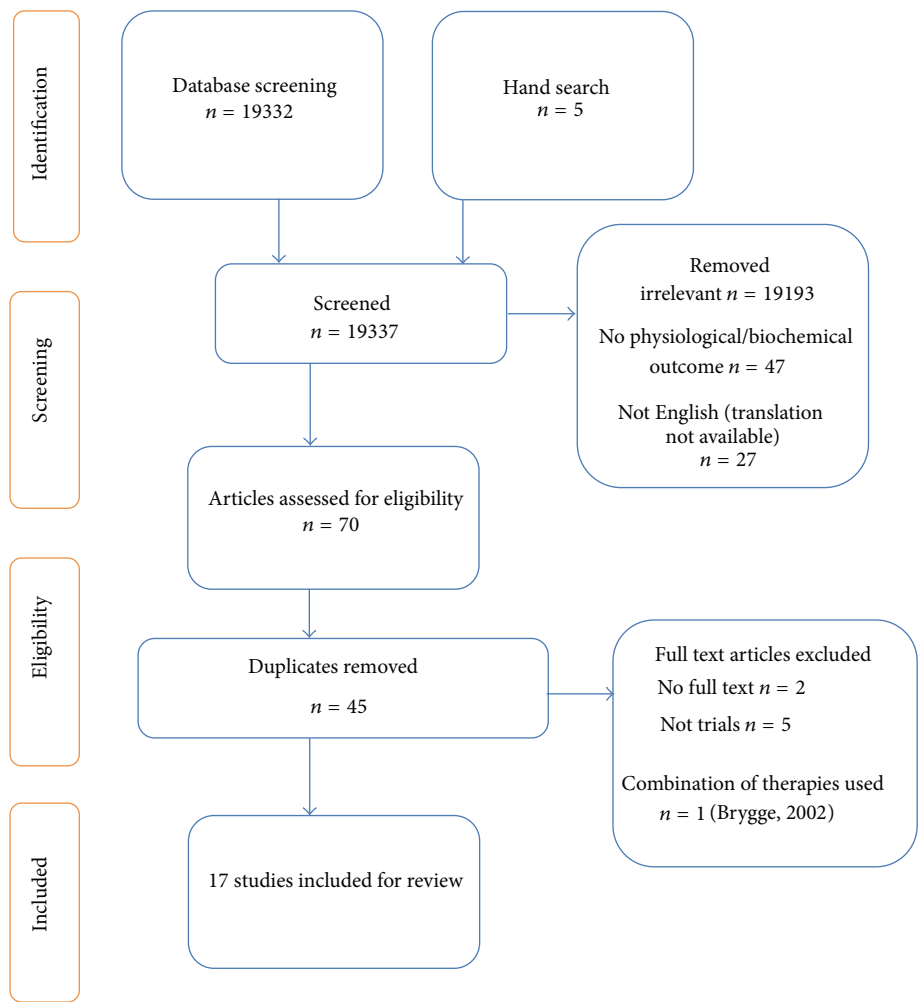 Identification
Database screening
n = 19332
Hand search
n = 5
Screening
Screened
n = 19337
Removed
irrelevant n = 19193
No physiological/biochemical
outcome n = 47
Not English (translation
not available)
n = 27
Articles assessed for eligibility
n = 70
Eligibility
Duplicates removed
n = 45
Full text articles excluded
No full text n = 2
Not trials n = 5
Combination of therapies used
n = 1 (Brygge, 2002)
Included
17 studies included for review